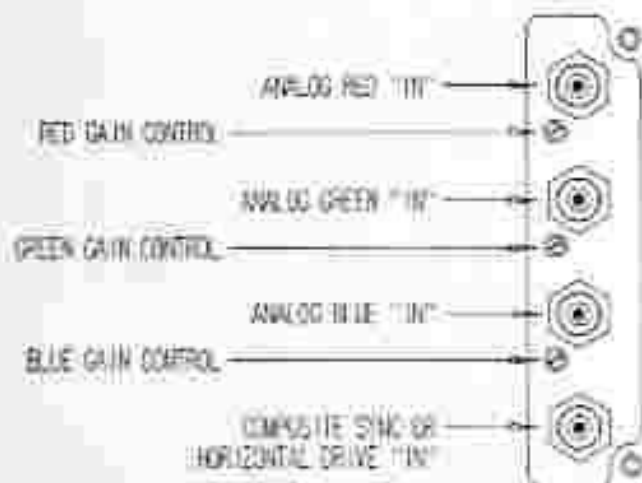 ANALOG RED "IN"
RED GAIN CONTROL
ANALOG GREEN "IN"
GREEN GAIN CONTROL
ANALOG BLUE "IN"
BLUE GAIN CONTROL
COMPOSITE SYNC OR
HORIZONTAL DRIVE "IN"